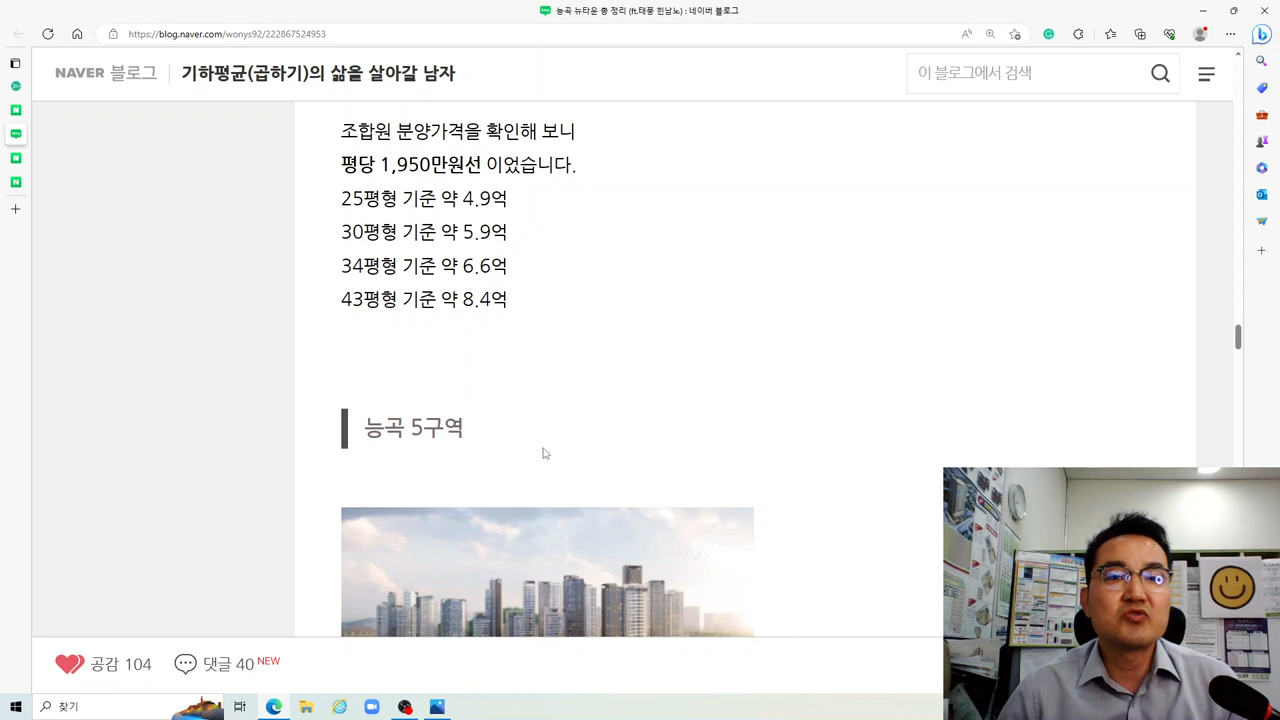 능곡 뉴타운 총 정리 (ft.태풍 힌남노) : 네이버 블로그
https://blog.naver.com/wonys92/222867524953
NAVER 블로그
기하평균(곱하기)의 삶을 살아갈 남자
이 블로그에서 검색
조합원 분양가격을 확인해 보니
평당 1,950만원선 이었습니다.
25평형 기준 약 4.9억
30평형 기준 약 5.9억
34평형 기준 약 6.6억
43평형 기준 약 8.4억
능곡 5구역
공감 104
댓글 40 NEW
찾기